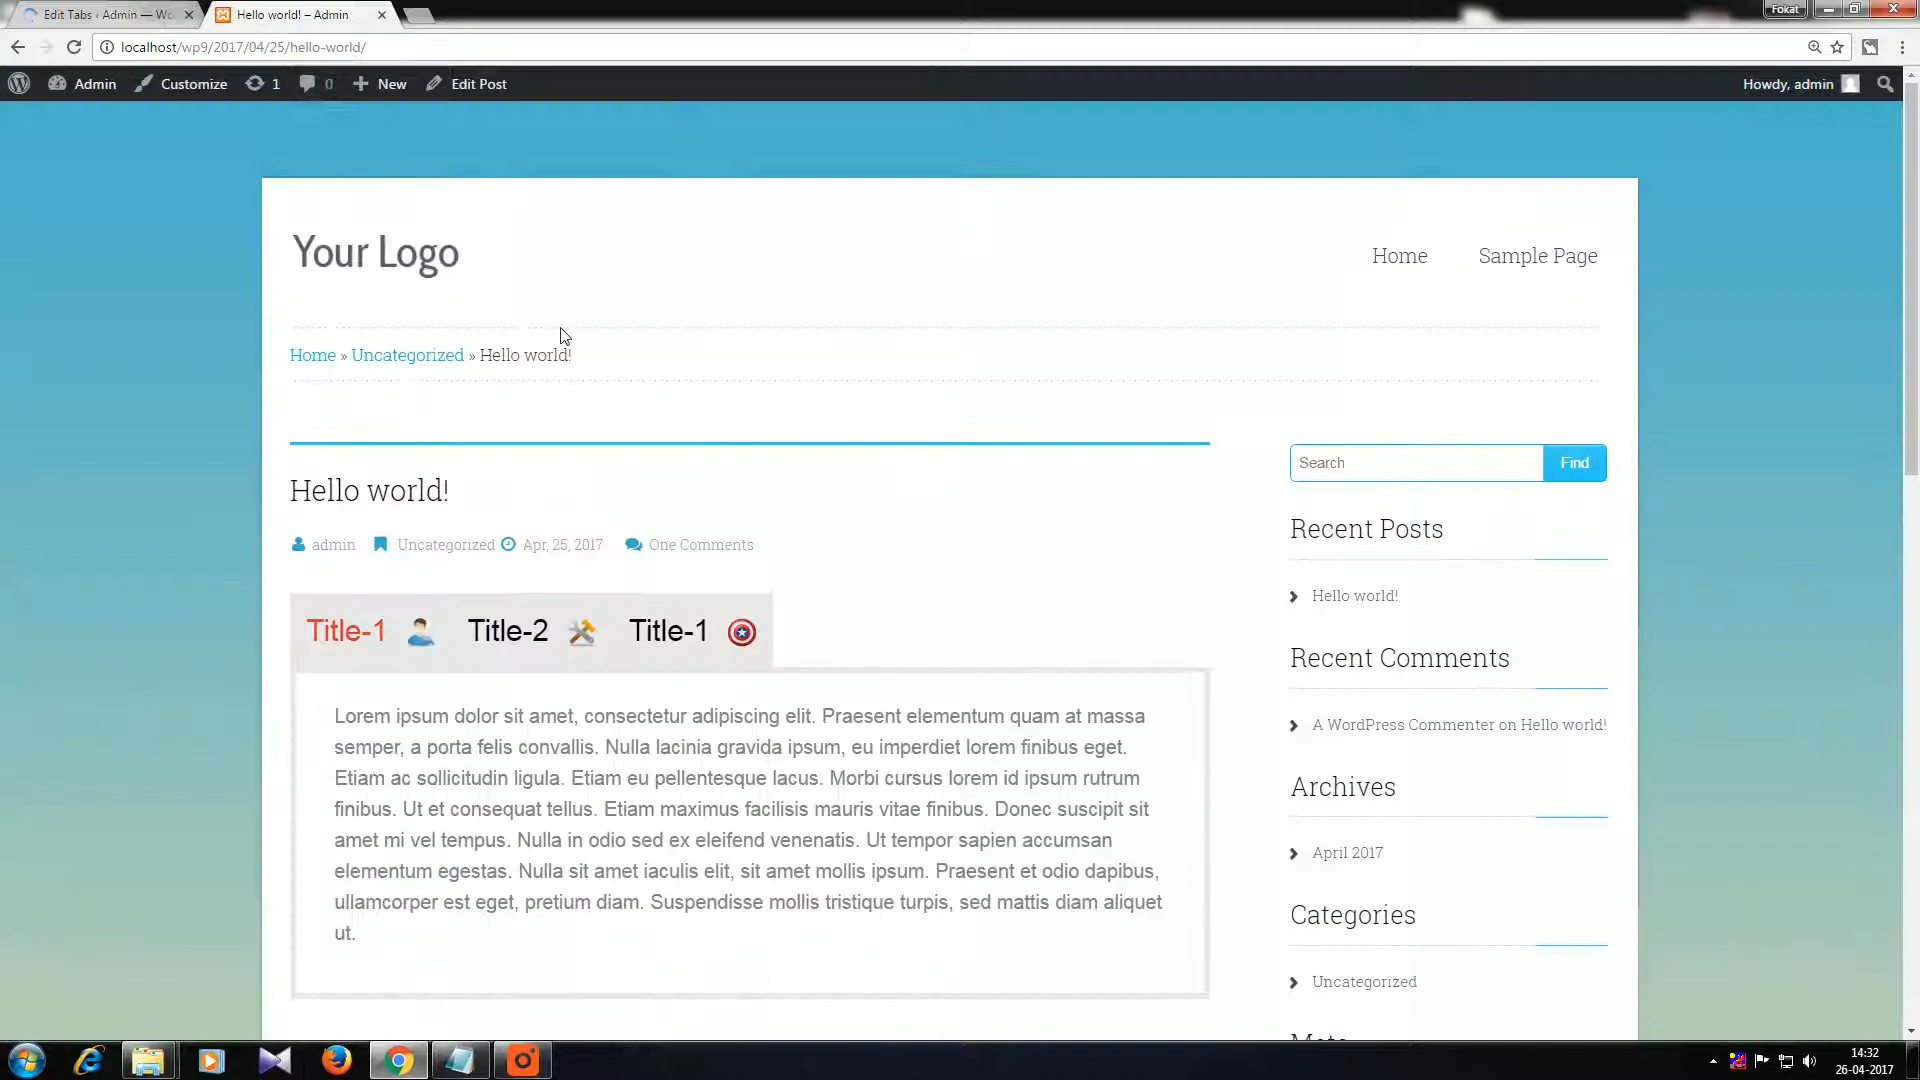 Edit Tabs ‹ Admin — Wo
Hello world! – Admin
Fokat
localhost/wp9/2017/04/25/hello-world/
Admin
Customize
1
0
New
Edit Post
Howdy, admin
Your Logo
Home
Sample Page
Home » Uncategorized » Hello world!
Hello world!
admin
Uncategorized
Apr, 25, 2017
One Comments
Title-1
Title-2
Title-1
Lorem ipsum dolor sit amet, consectetur adipiscing elit. Praesent elementum quam at massa
semper, a porta felis convallis. Nulla lacinia gravida ipsum, eu imperdiet lorem finibus eget.
Etiam ac sollicitudin ligula. Etiam eu pellentesque lacus. Morbi cursus lorem id ipsum rutrum
finibus. Ut et consequat tellus. Etiam maximus facilisis mauris vitae finibus. Donec suscipit sit
amet mi vel tempus. Nulla in odio sed ex eleifend venenatis. Ut tempor sapien accumsan
elementum egestas. Nulla sit amet iaculis elit, sit amet mollis ipsum. Praesent et odio dapibus,
ullamcorper est eget, pretium diam. Suspendisse mollis tristique turpis, sed mattis diam aliquet
ut.
Search
Find
Recent Posts
Hello world!
Recent Comments
A WordPress Commenter on Hello world!
Archives
April 2017
Categories
Uncategorized
14:32
26-04-2017